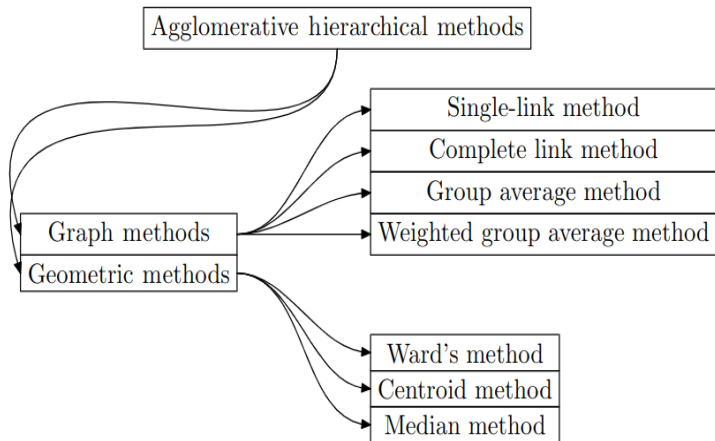 Agglomerative hierarchical methods
Single-link method
Complete link method
Group average method
Weighted group average method
Graph methods
Geometric methods
Ward's method
Centroid method
Median method